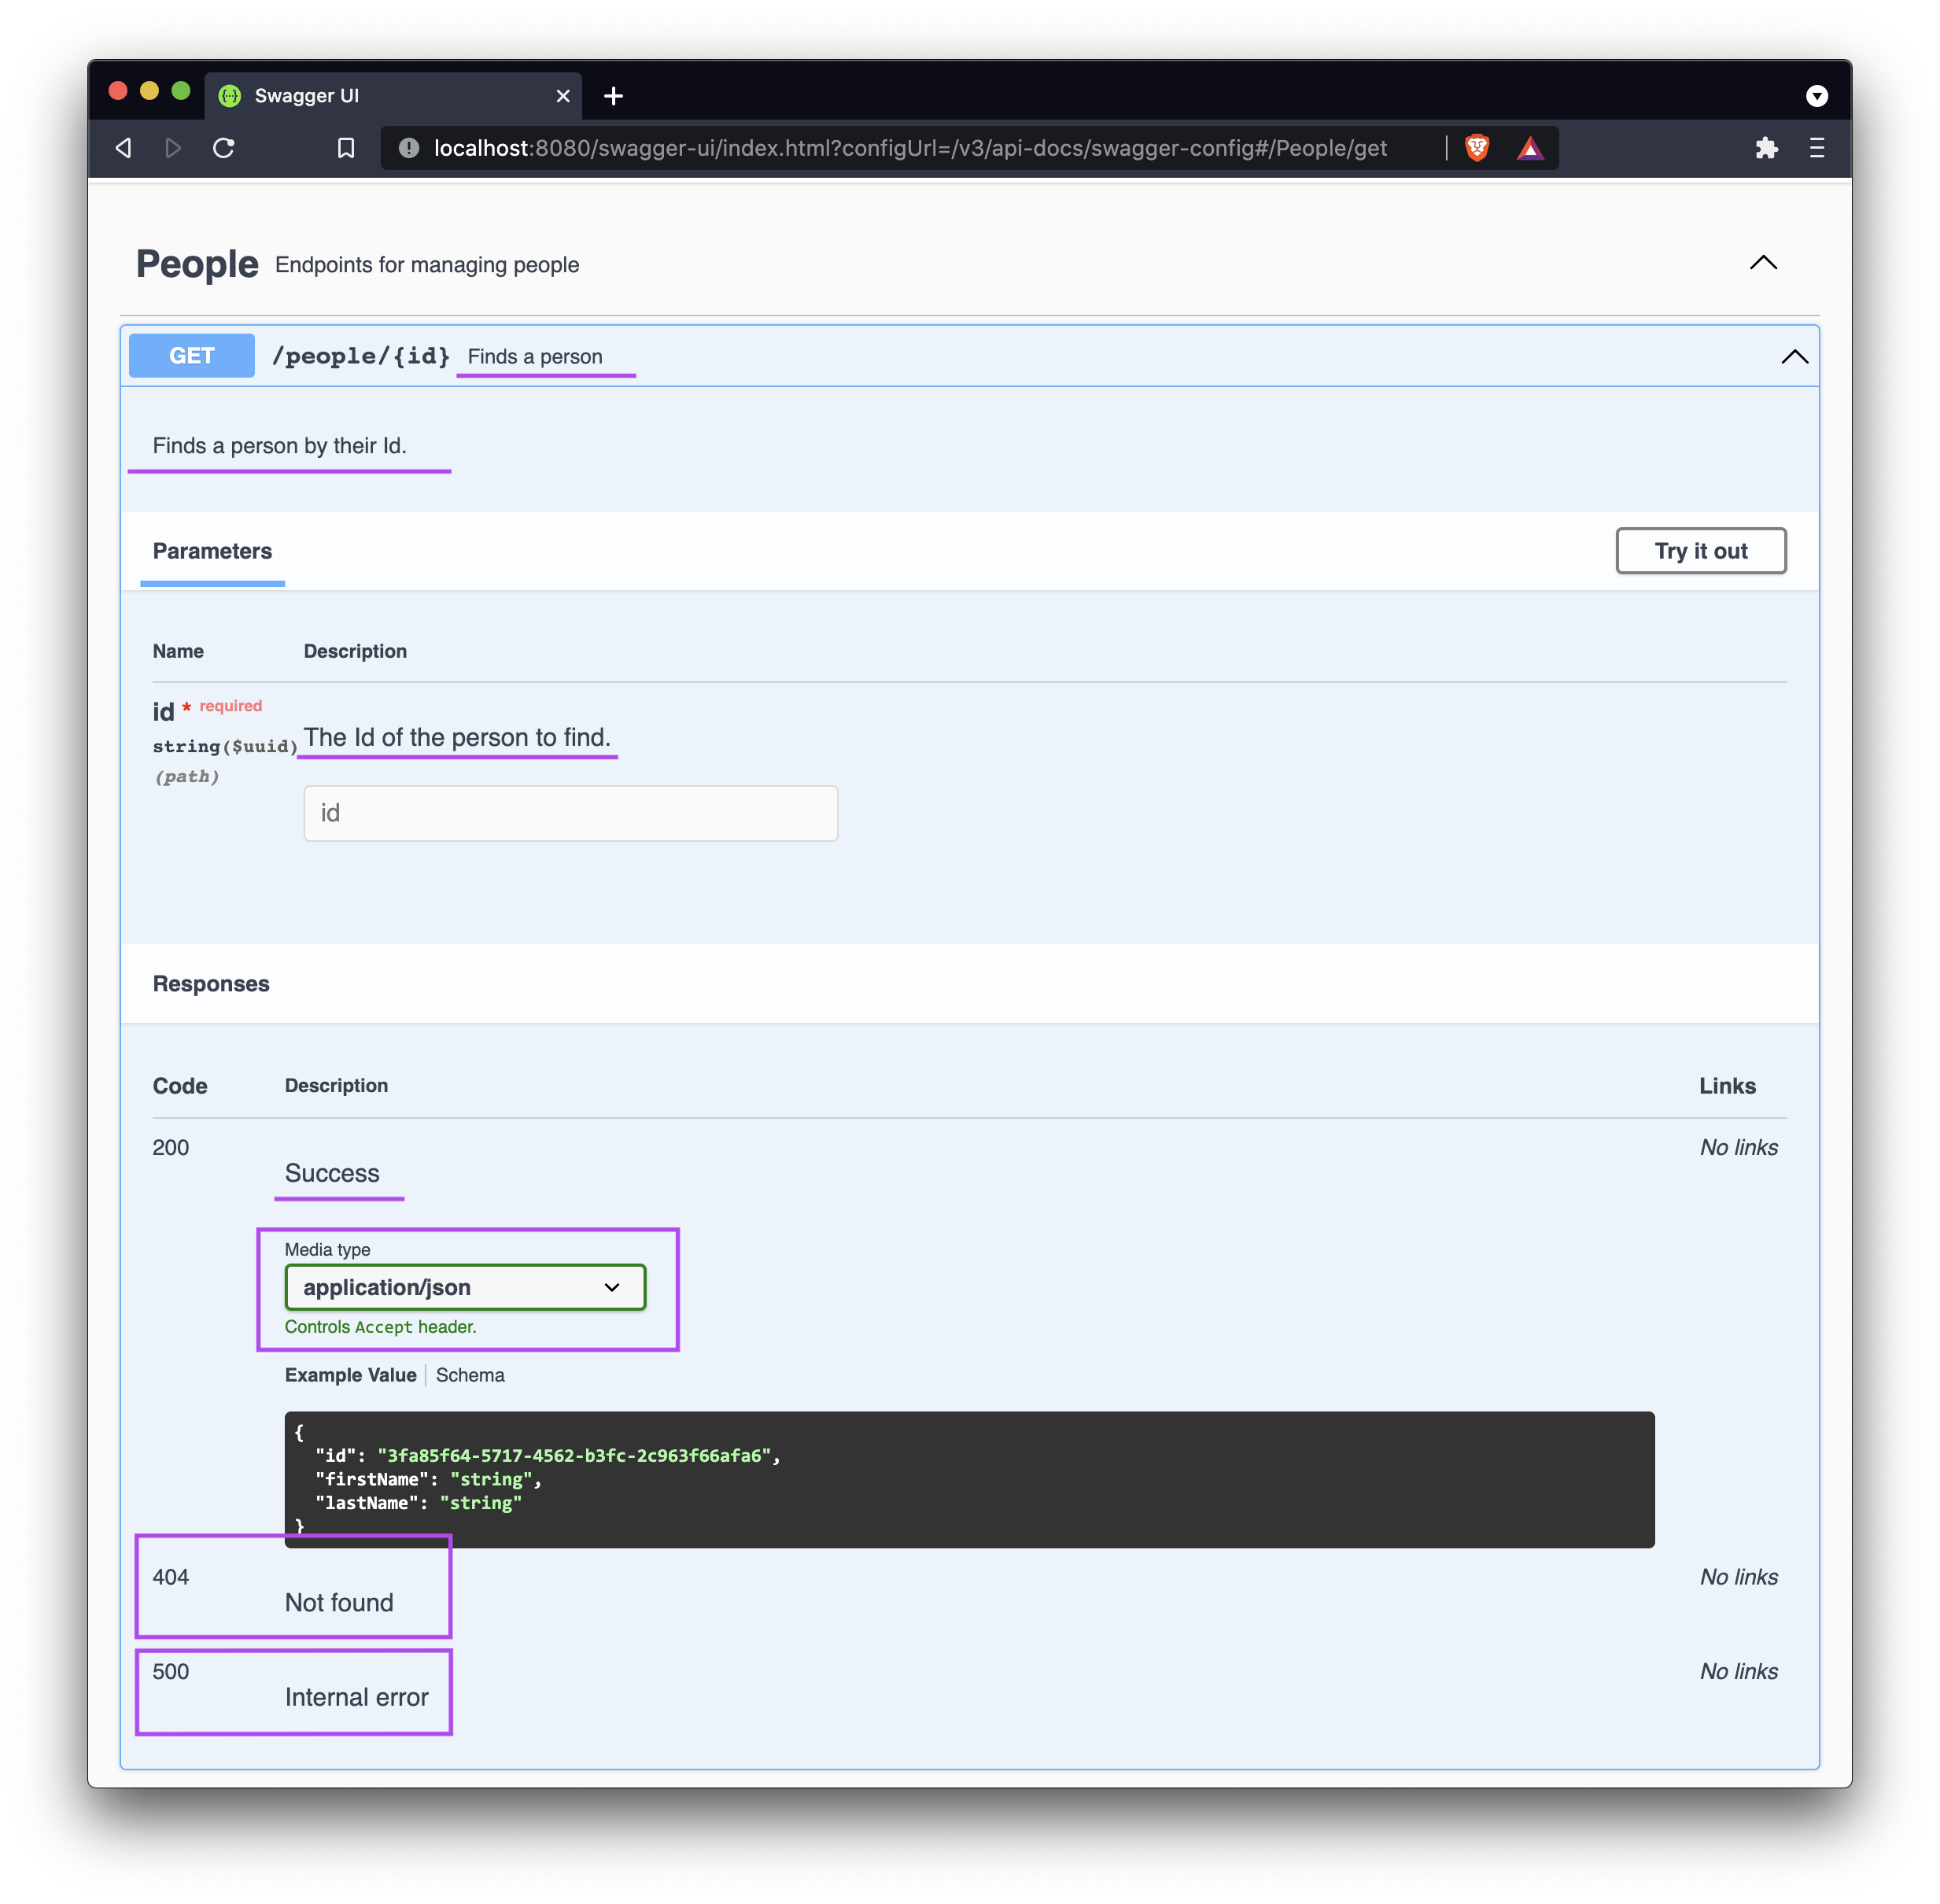 Swagger UI
localhost:8080/swagger-ui/index.html?configUrl=/v3/api-docs/swagger-config#/People/get
People Endpoints for managing people
GET /people/{id} Finds a person
Finds a person by their Id.
Parameters Try it out
Name Description
id * required
string($uuid) The Id of the person to find.
(path)
id
Responses
Code Description Links
200 No links
Success
Media type
application/json
Controls Accept header.
Example Value Schema
{
"id": "3fa85f64-5717-4562-b3fc-2c963f66afa6",
"firstName": "string",
"lastName": "string"
}
404 No links
Not found
500 No links
Internal error